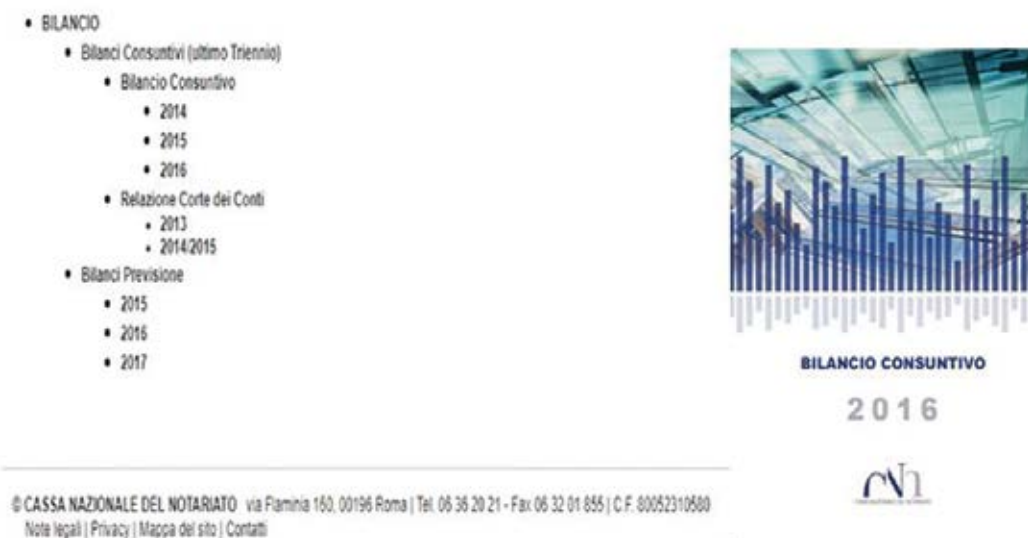 BILANCIO
Bilanci Consuntivi (ultimo Triennio)
Bilancio Consuntivo
2014
2015
2016
Relazione Corte dei Conti
2013
2014/2015
Bilanci Previsione
2015
2016
2017
BILANCIO CONSUNTIVO
2016
© CASSA NAZIONALE DEL NOTARIATO via Flaminia 160, 00196 Roma | Tel. 06 36 20 21 - Fax 06 32 01 855 | C.F. 80052310580
Note legali | Privacy | Mappa del sito | Contatti